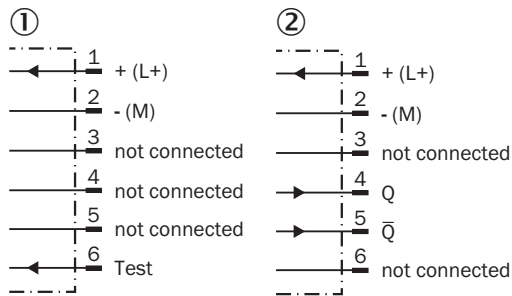 ①
1 + (L+)
2 - (M)
3 not connected
4 not connected
5 not connected
6 Test
②
1 + (L+)
2 - (M)
3 not connected
4 Q
5 Q̅
6 not connected